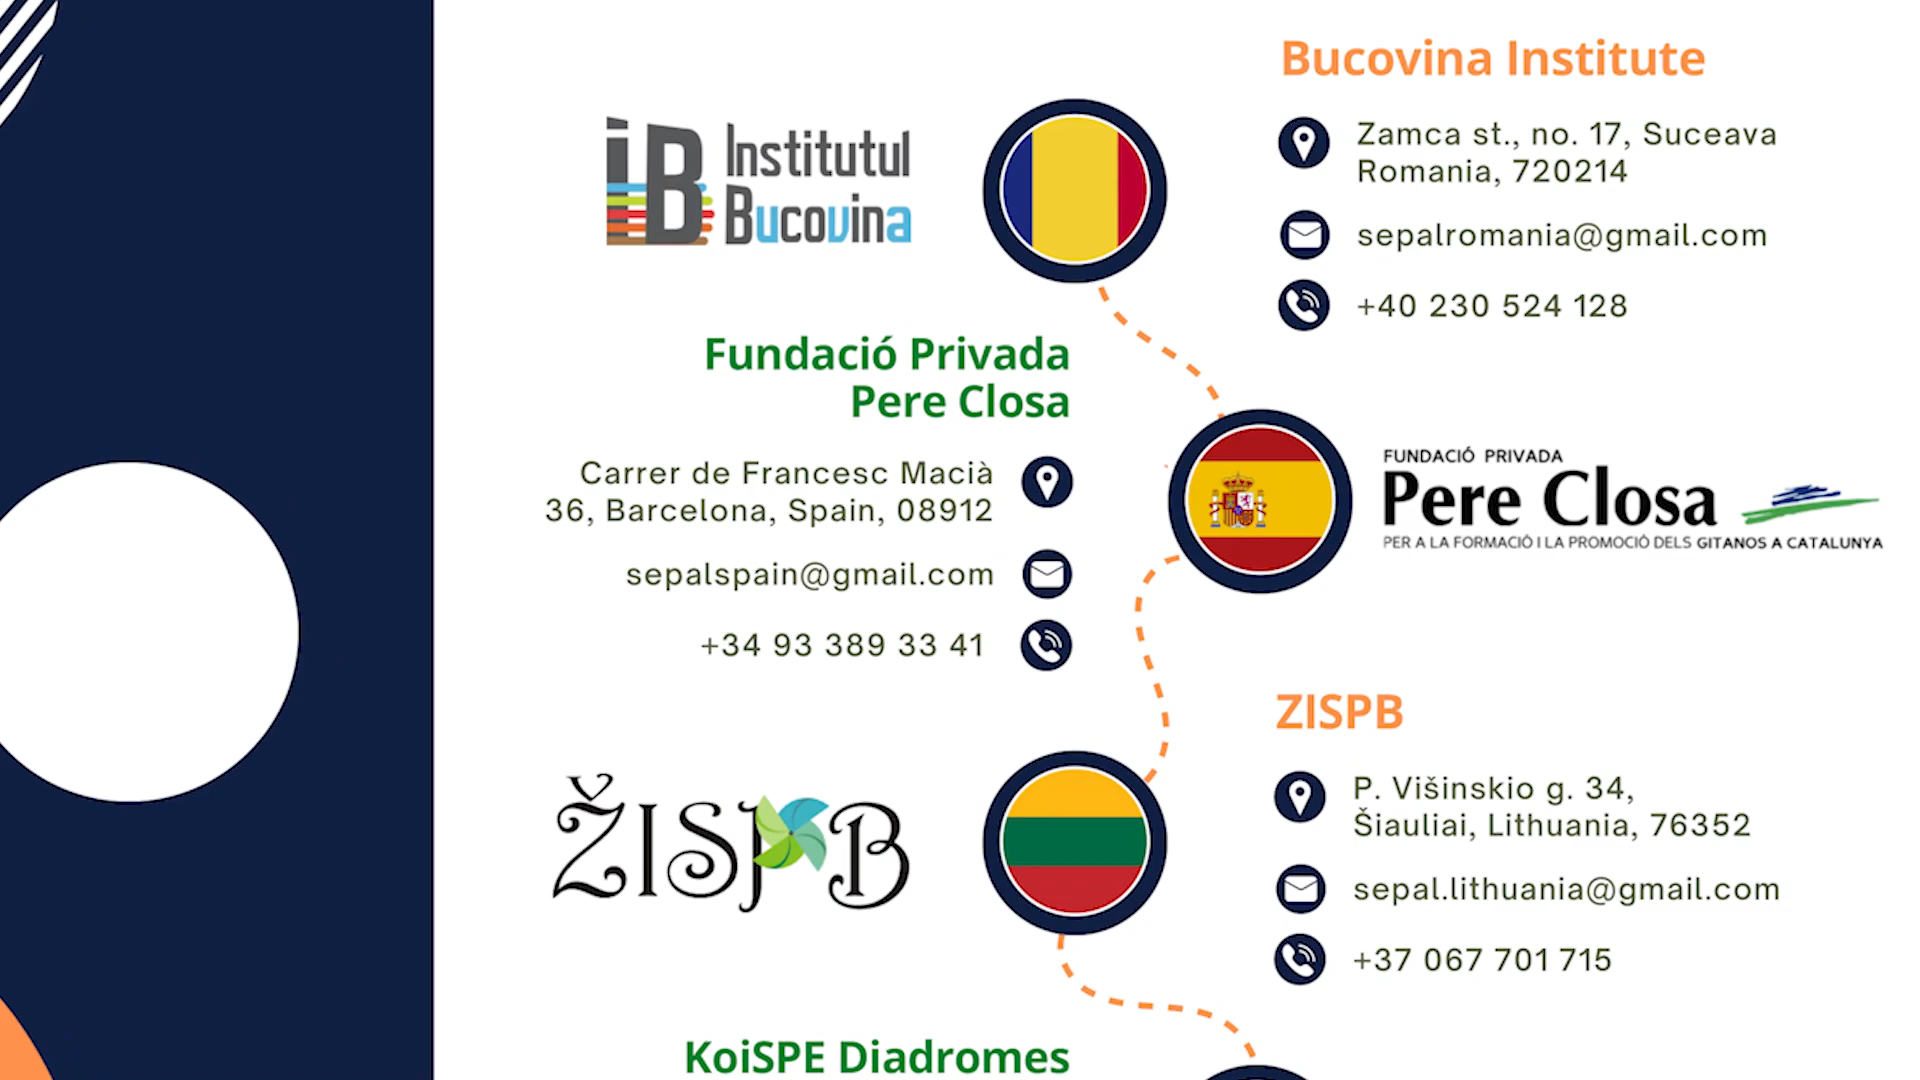 Bucovina Institute
Institutul
Bucovina
iB
Zamca st., no. 17, Suceava
Romania, 720214
sepalromania@gmail.com
+40 230 524 128
Fundació Privada
Pere Closa
Carrer de Francesc Macià
36, Barcelona, Spain, 08912
sepalspain@gmail.com
+34 93 389 33 41
FUNDACIÓ PRIVADA
Pere Closa
PER A LA FORMACIÓ I LA PROMOCIÓ DELS GITANOS A CATALUNYA
ZISPB
ŽISPB
P. Višinskio g. 34,
Šiauliai, Lithuania, 76352
sepal.lithuania@gmail.com
+37 067 701 715
KoiSPE Diadromes